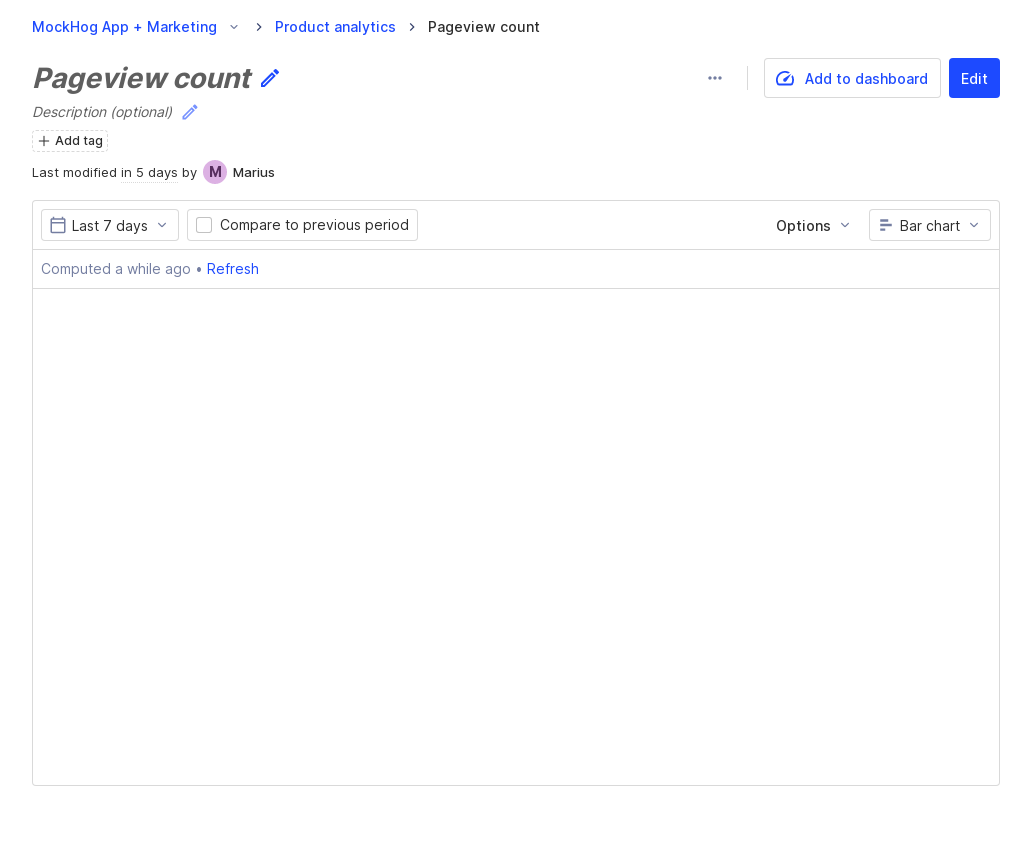 MockHog App + Marketing Product analytics Pageview count
Pageview count
Add to dashboard Edit
Description (optional)
Add tag
Last modified in 5 days by M Marius
Last 7 days Compare to previous period Options Bar chart
Computed a while ago • Refresh